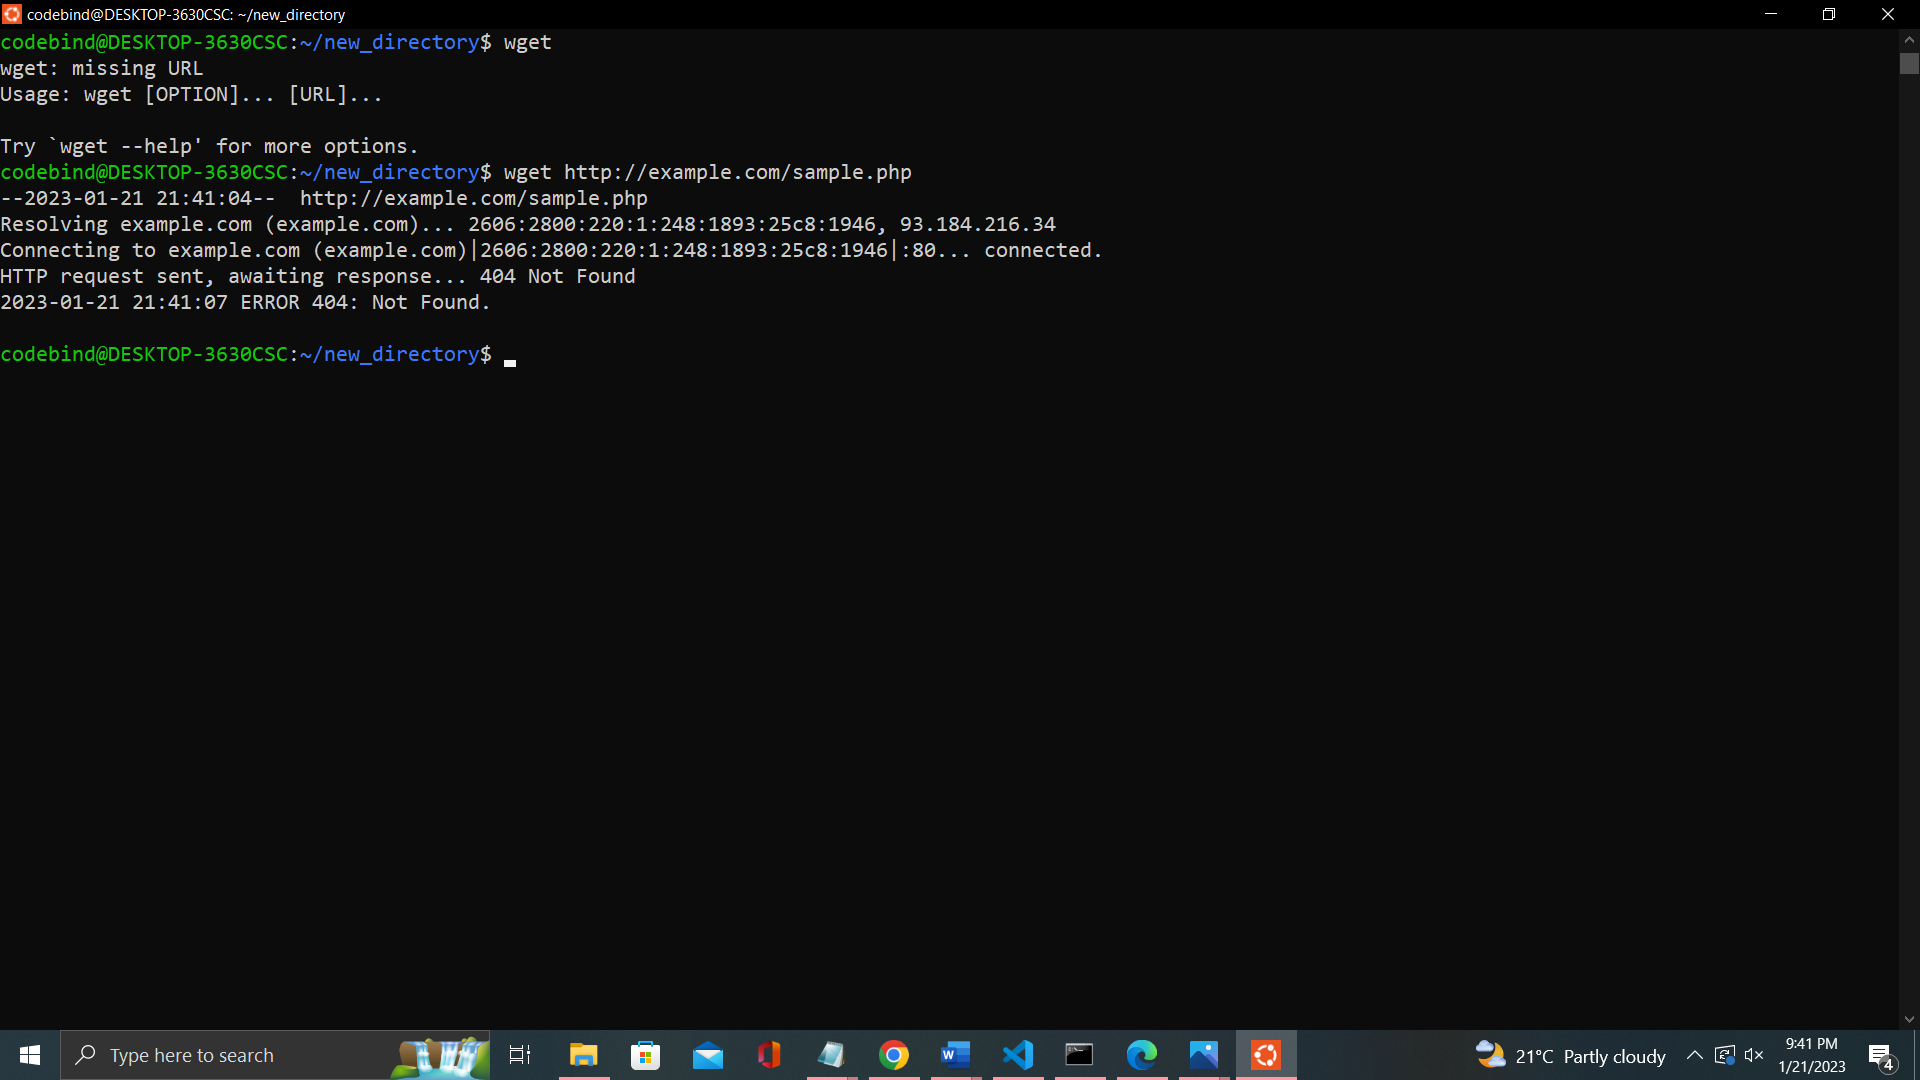 codebind@DESKTOP-3630CSC: ~/new_directory
codebind@DESKTOP-3630CSC:~/new_directory$ wget
wget: missing URL
Usage: wget [OPTION]... [URL]...
Try `wget --help' for more options.
codebind@DESKTOP-3630CSC:~/new_directory$ wget http://example.com/sample.php
--2023-01-21 21:41:04--  http://example.com/sample.php
Resolving example.com (example.com)... 2606:2800:220:1:248:1893:25c8:1946, 93.184.216.34
Connecting to example.com (example.com)|2606:2800:220:1:248:1893:25c8:1946|:80... connected.
HTTP request sent, awaiting response... 404 Not Found
2023-01-21 21:41:07 ERROR 404: Not Found.
codebind@DESKTOP-3630CSC:~/new_directory$
Type here to search
W
21°C Partly cloudy
9:41 PM
1/21/2023
4